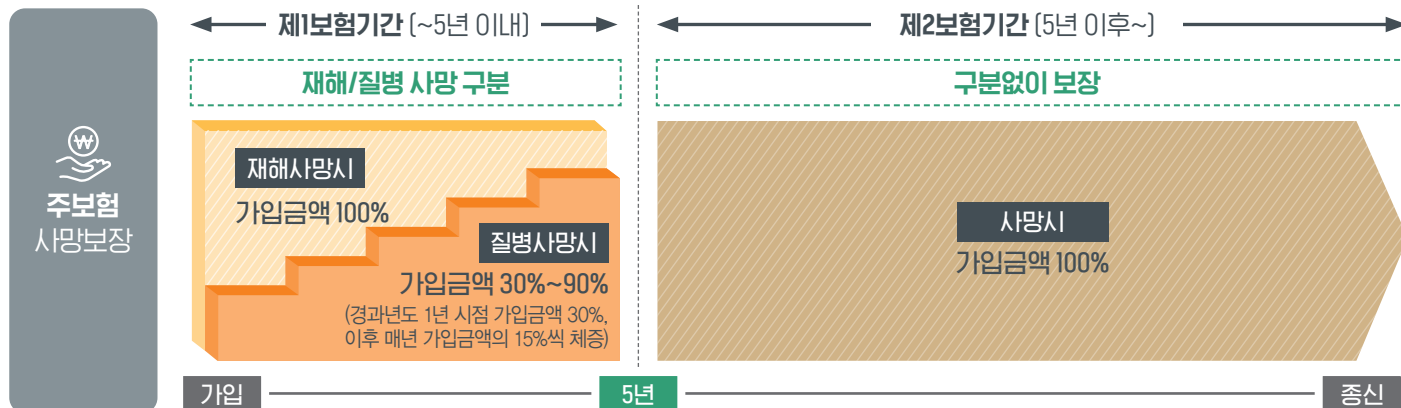 주보험
사망보장
제1보험기간 (~5년 이내)
재해/질병 사망 구분
재해사망시
가입금액 100%
질병사망시
가입금액 30%~90%
(경과년도 1년 시점 가입금액 30%,
이후 매년 가입금액의 15%씩 체증)
제2보험기간 (5년 이후~)
구분없이 보장
사망시
가입금액 100%
가입
5년
종신